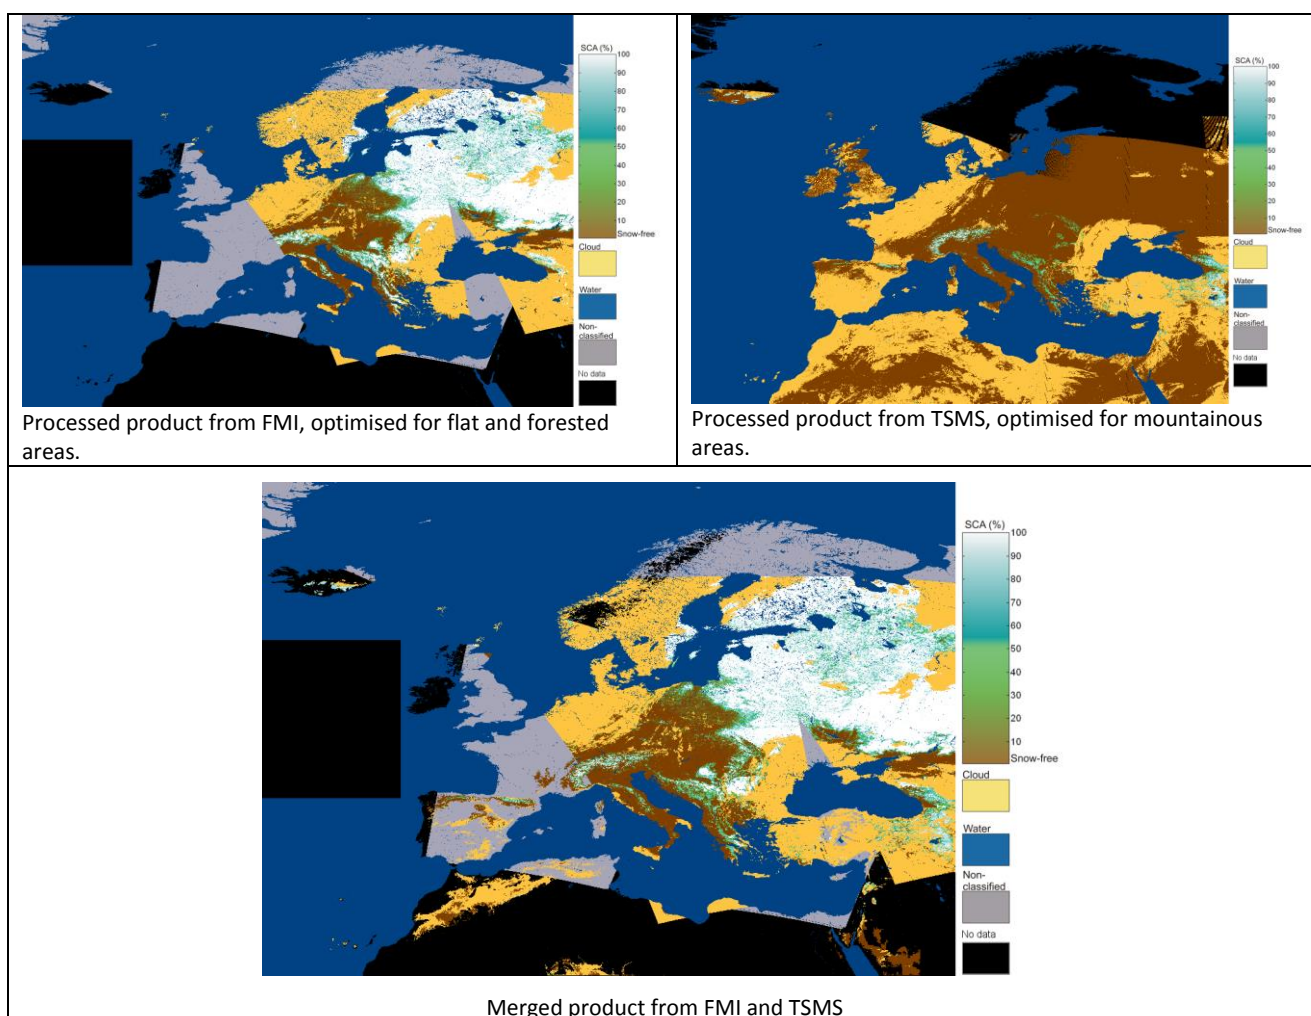 SCA (%)
100
90
80
70
60
50
40
30
20
10
Snow-free
Cloud
Water
Non-
classified
No data
Processed product from FMI, optimised for flat and forested
areas.
SCA (%)
100
90
80
70
60
50
40
30
20
10
Snow-free
Cloud
Water
Non-
classified
No data
Processed product from TSMS, optimised for mountainous
areas.
SCA (%)
100
90
80
70
60
50
40
30
20
10
Snow-free
Cloud
Water
Non-
classified
No data
Merged product from FMI and TSMS